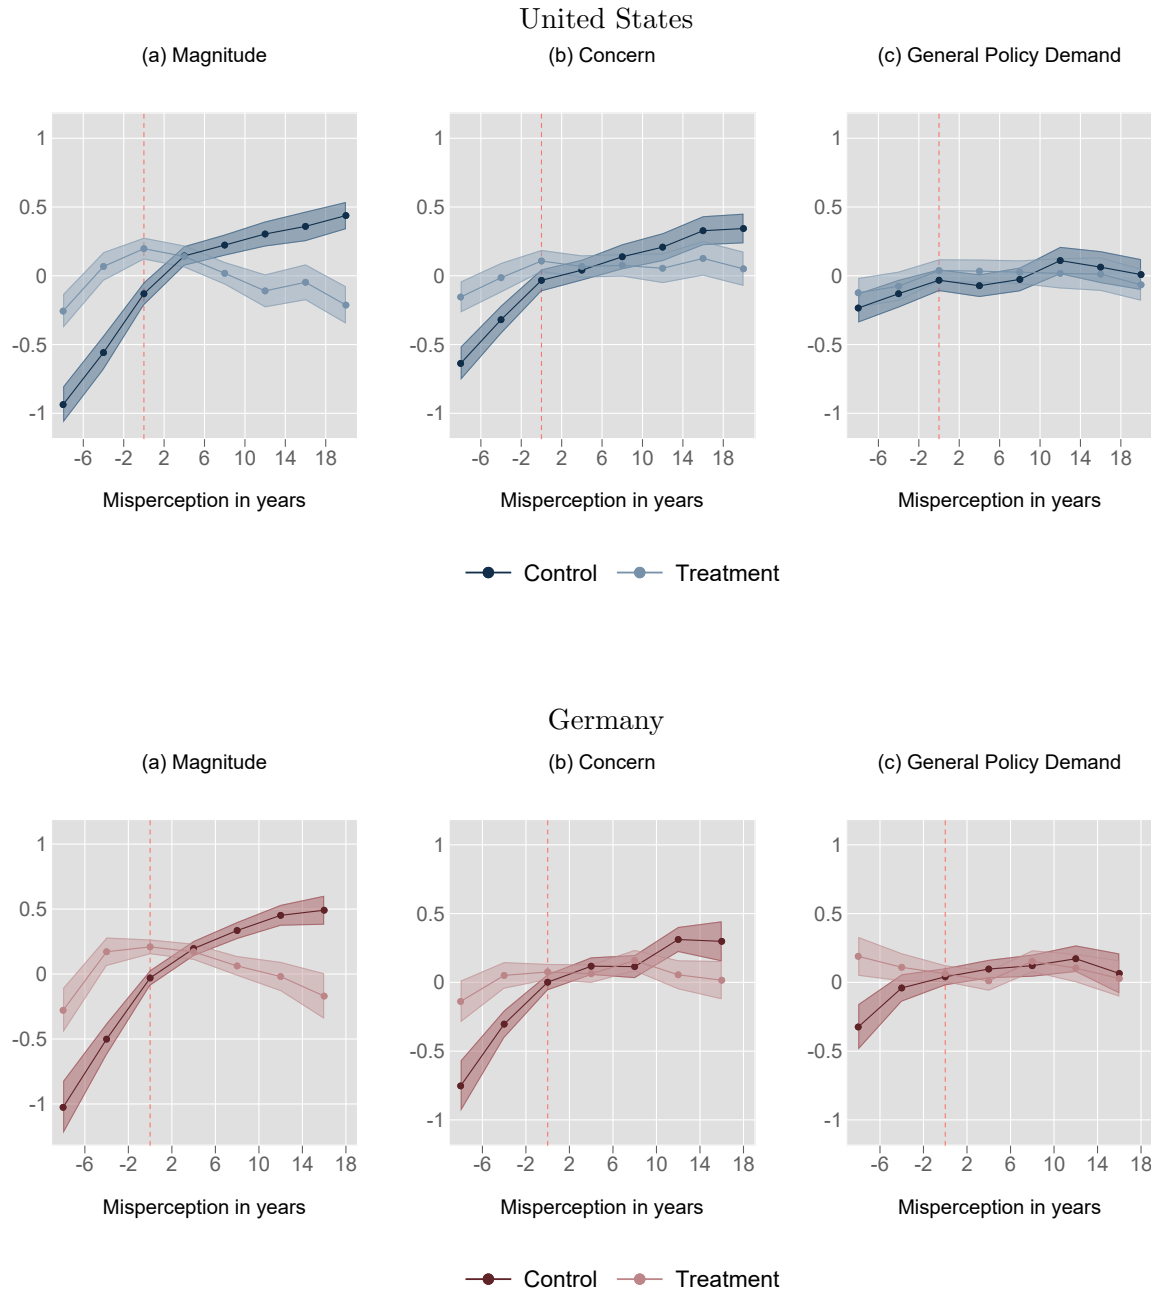 United States
(a) Magnitude
(b) Concern
(c) General Policy Demand
1
0.5
0
-0.5
-1
-6 -2 2 6 10 14 18
Misperception in years
1
0.5
0
-0.5
-1
-6 -2 2 6 10 14 18
Misperception in years
1
0.5
0
-0.5
-1
-6 -2 2 6 10 14 18
Misperception in years
Control Treatment
Germany
(a) Magnitude
(b) Concern
(c) General Policy Demand
1
0.5
0
-0.5
-1
-6 -2 2 6 10 14 18
Misperception in years
1
0.5
0
-0.5
-1
-6 -2 2 6 10 14 18
Misperception in years
1
0.5
0
-0.5
-1
-6 -2 2 6 10 14 18
Misperception in years
Control Treatment